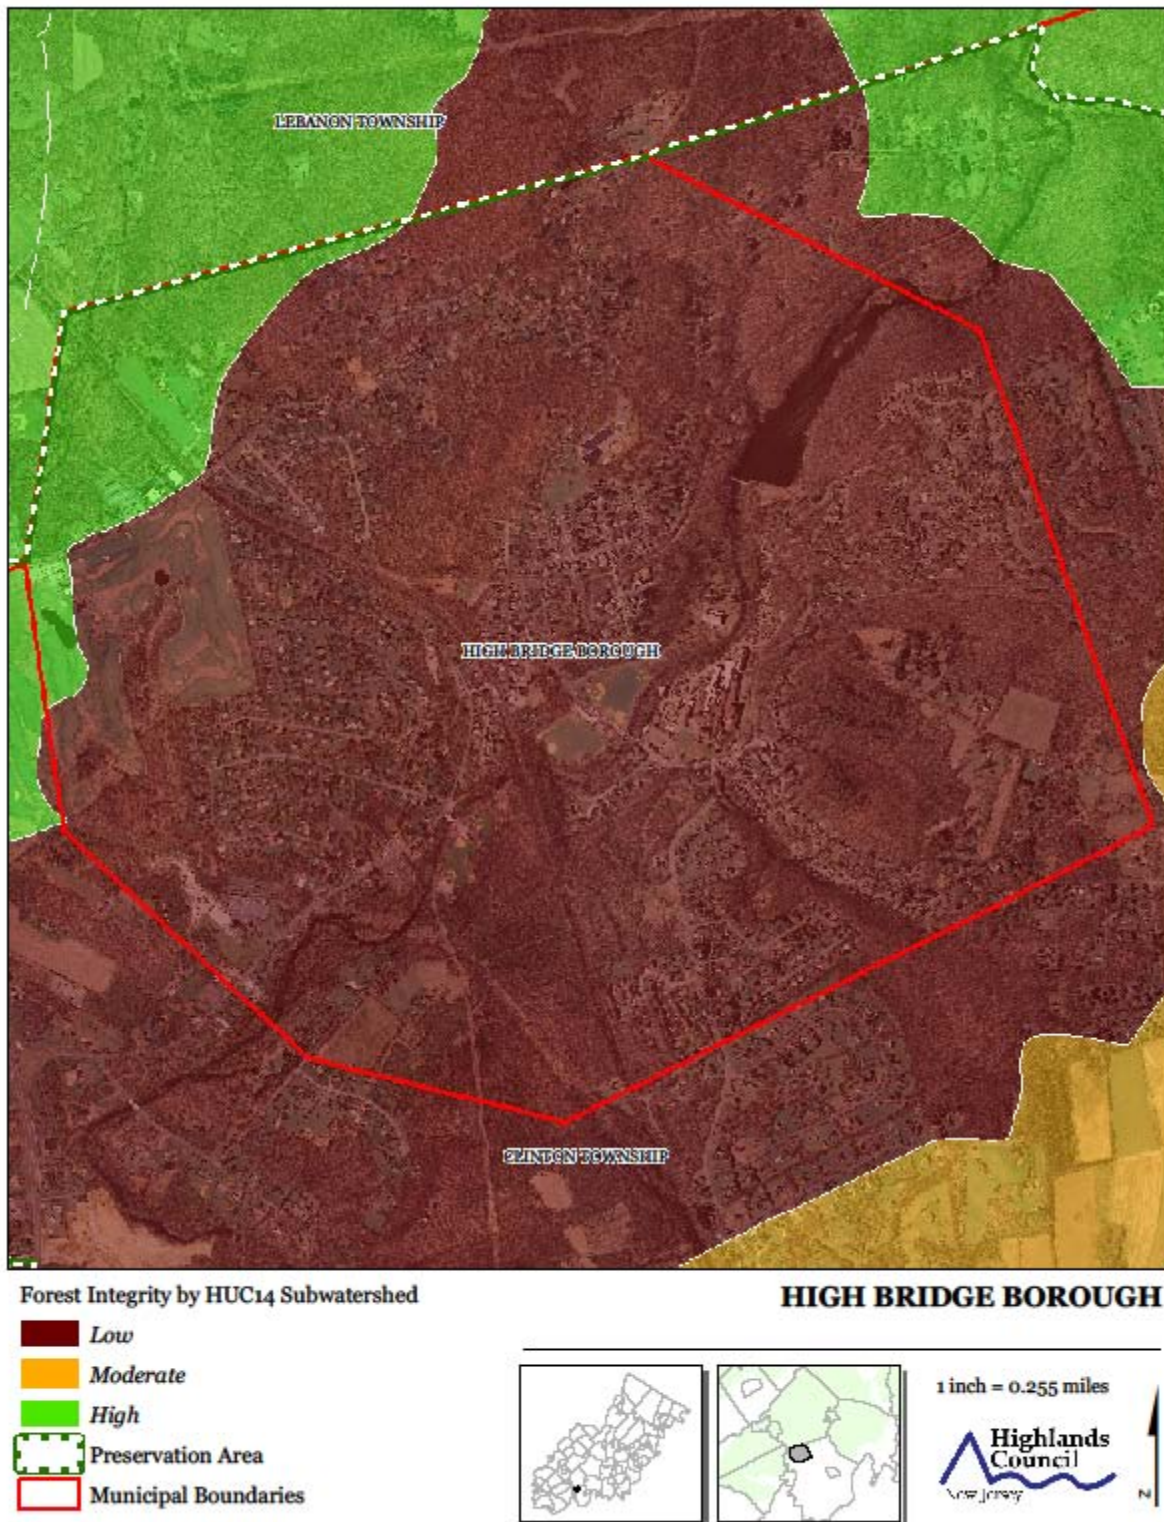 LEBANON TOWNSHIP
HIGH BRIDGE BOROUGH
CLINTON TOWNSHIP
Forest Integrity by HUC14 Subwatershed
Low
Moderate
High
Preservation Area
Municipal Boundaries
HIGH BRIDGE BOROUGH
1 inch = 0.255 miles
Highlands
Council
New Jersey
N